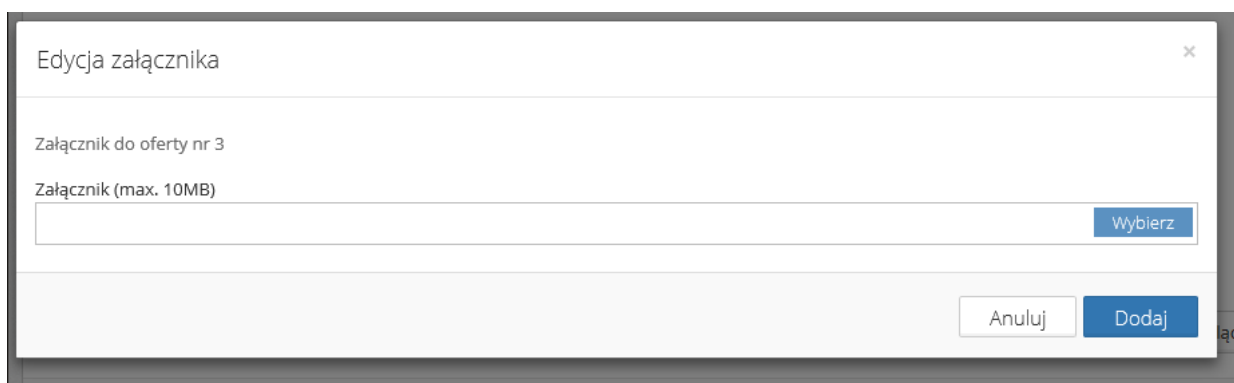 Edycja załącznika
×
Załącznik do oferty nr 3
Załącznik (max. 10MB)
Wybierz
Anuluj
Dodaj